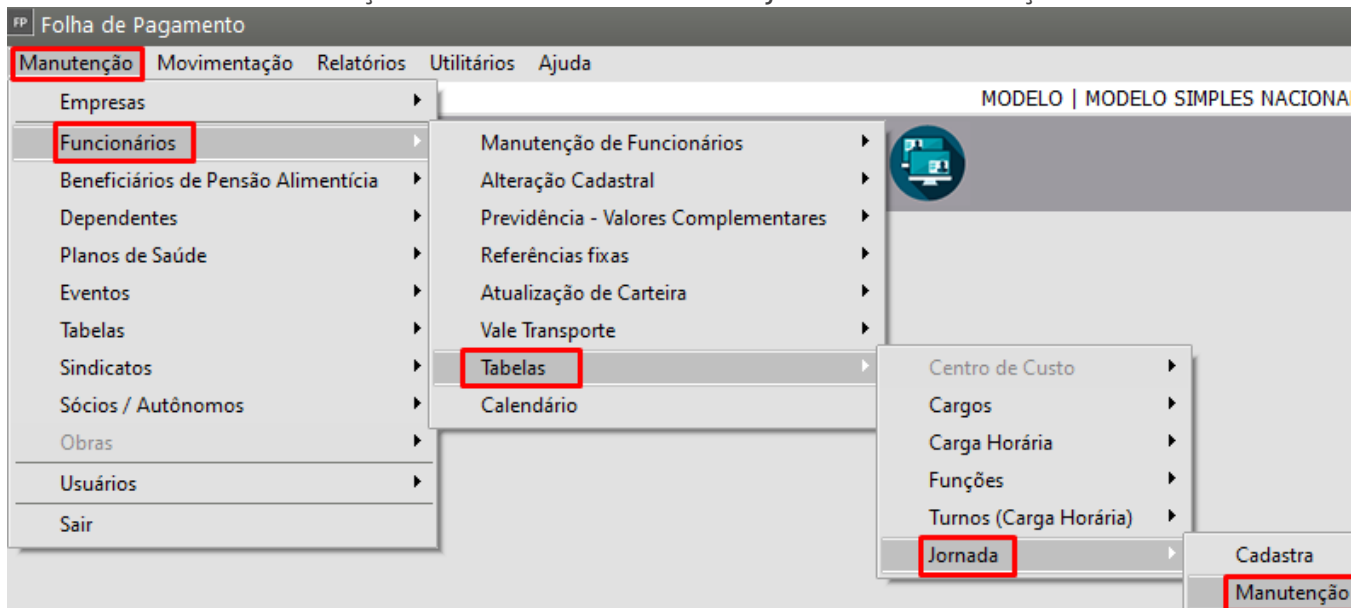 FP Folha de Pagamento
Manutenção Movimentação Relatórios Utilitários Ajuda
MODELO | MODELO SIMPLES NACIONA
Empresas
Funcionários
Beneficiários de Pensão Alimentícia
Dependentes
Planos de Saúde
Eventos
Tabelas
Sindicatos
Sócios / Autônomos
Obras
Usuários
Sair
Manutenção de Funcionários
Alteração Cadastral
Previdência - Valores Complementares
Referências fixas
Atualização de Carteira
Vale Transporte
Tabelas
Calendário
Centro de Custo
Cargos
Carga Horária
Funções
Turnos (Carga Horária)
Jornada
Cadastra
Manutenção